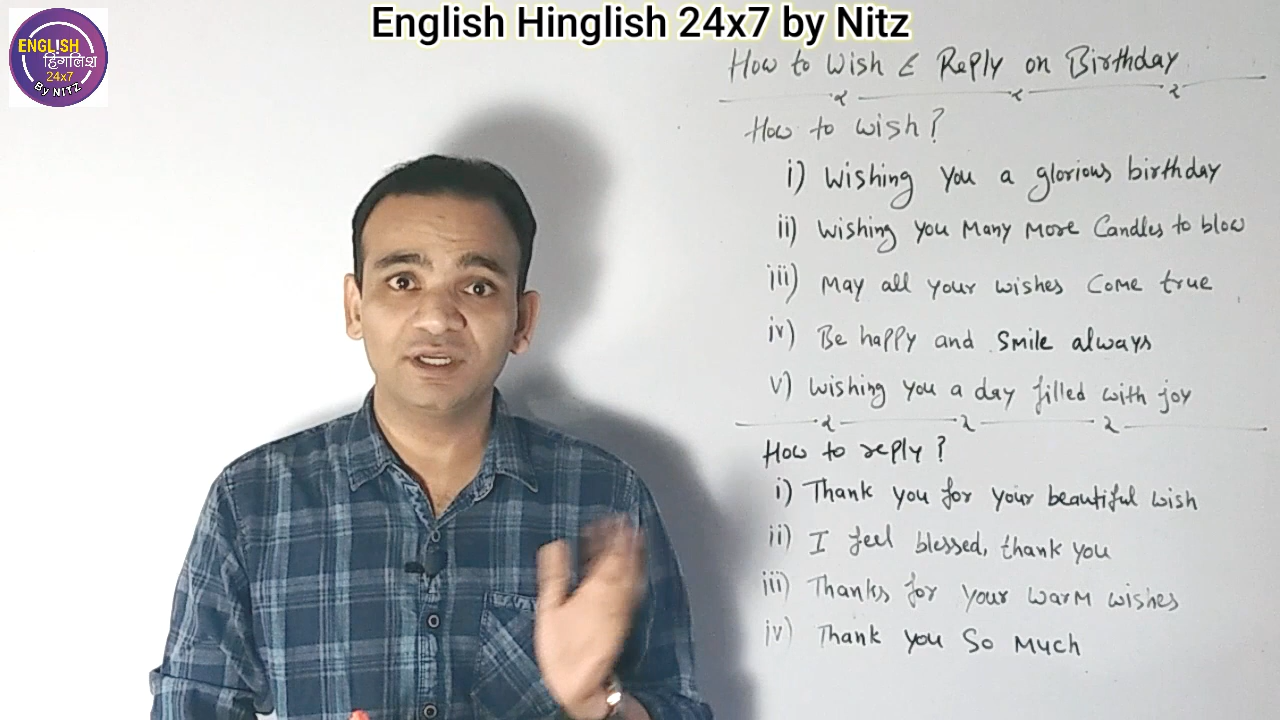 English Hinglish 24x7 by Nitz
ENGLISH
हिंगलिश
24x7
By NITZ
How to Wish & Reply on Birthday
How to wish?
i) Wishing you a glorious birthday
ii) Wishing you Many More Candles to blow
iii) May all your wishes Come true
iv) Be happy and Smile always
v) Wishing you a day filled with joy
How to reply?
i) Thank you for your beautiful wish
ii) I feel blessed, thank you
iii) Thanks for your warm wishes
iv) Thank you So Much